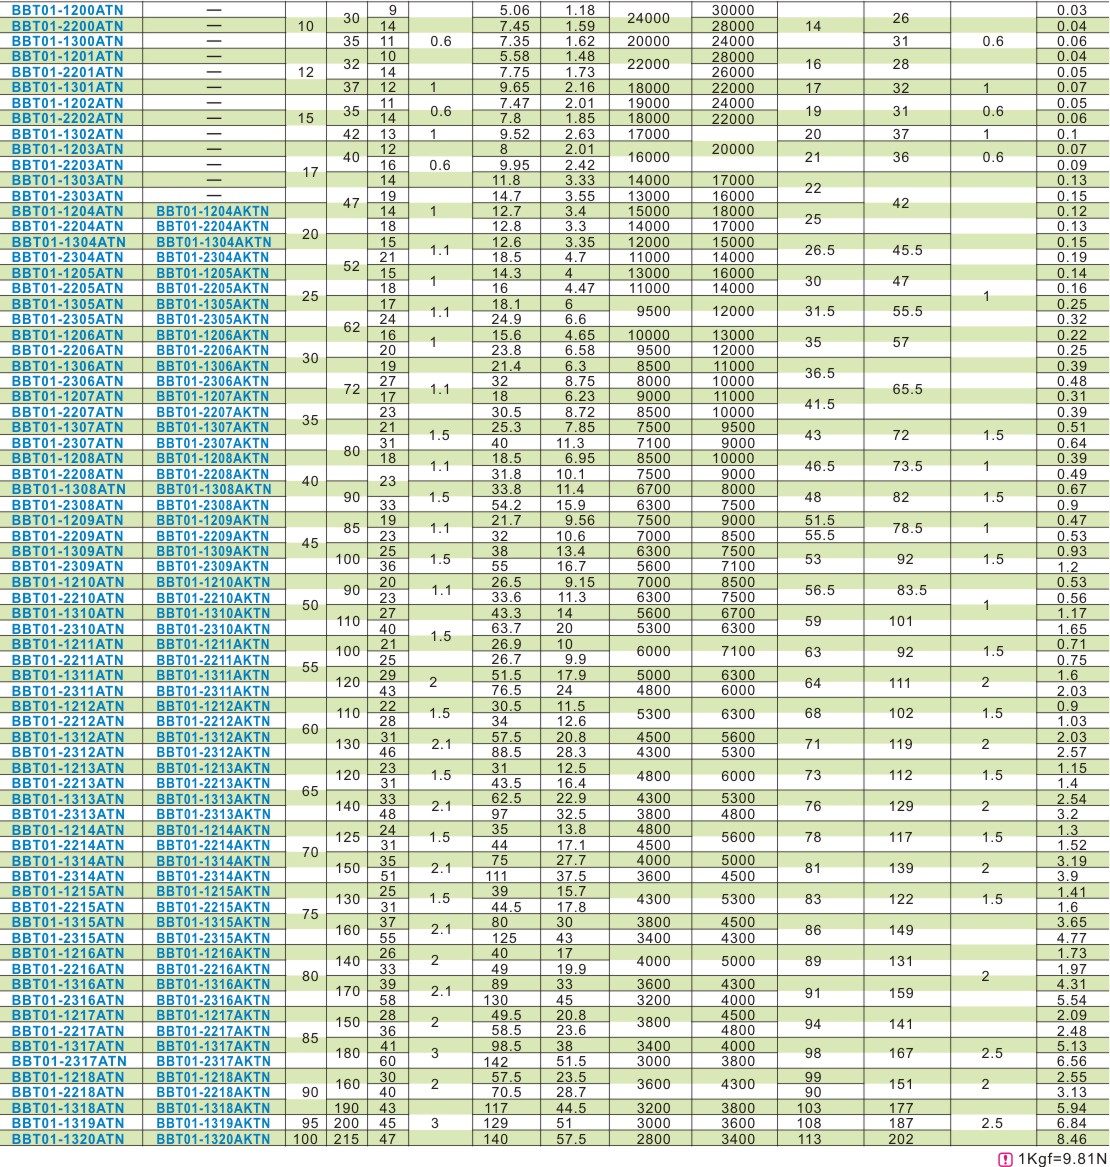 BBT01-1200ATN — 10 30 9 0.6 5.06 1.18 24000 30000 14 26 0.6 0.03
BBT01-2200ATN — 14 7.45 1.59 28000 0.04
BBT01-1300ATN — 35 11 7.35 1.62 20000 24000 31 0.06
BBT01-1201ATN — 12 32 10 5.58 1.48 22000 28000 16 28 0.04
BBT01-2201ATN — 14 7.75 1.73 26000 0.05
BBT01-1301ATN — 37 12 1 9.65 2.16 18000 22000 17 32 1 0.07
BBT01-1202ATN — 15 35 11 0.6 7.47 2.01 19000 24000 19 31 0.6 0.05
BBT01-2202ATN — 14 7.8 1.85 18000 22000 0.06
BBT01-1302ATN — 42 13 1 9.52 2.63 17000 20000 20 37 1 0.1
BBT01-1203ATN — 17 40 12 0.6 8 2.01 16000 21 36 0.6 0.07
BBT01-2203ATN — 16 9.95 2.42 0.09
BBT01-1303ATN — 47 14 1 11.8 3.33 14000 17000 22 42 1 0.13
BBT01-2303ATN — 19 14.7 3.55 13000 16000 0.15
BBT01-1204ATN BBT01-1204AKTN 20 14 12.7 3.4 15000 18000 25 0.12
BBT01-2204ATN BBT01-2204AKTN 18 12.8 3.3 14000 17000 0.13
BBT01-1304ATN BBT01-1304AKTN 52 15 1.1 12.6 3.35 12000 15000 26.5 45.5 0.15
BBT01-2304ATN BBT01-2304AKTN 21 18.5 4.7 11000 14000 0.19
BBT01-1205ATN BBT01-1205AKTN 25 15 1 14.3 4 13000 16000 30 47 0.14
BBT01-2205ATN BBT01-2205AKTN 18 16 4.47 11000 14000 0.16
BBT01-1305ATN BBT01-1305AKTN 62 17 1.1 18.1 6 9500 12000 31.5 55.5 0.25
BBT01-2305ATN BBT01-2305AKTN 24 24.9 6.6 0.32
BBT01-1206ATN BBT01-1206AKTN 30 16 1 15.6 4.65 10000 13000 35 57 0.22
BBT01-2206ATN BBT01-2206AKTN 20 23.8 6.58 9500 12000 0.25
BBT01-1306ATN BBT01-1306AKTN 72 19 1.1 21.4 6.3 8500 11000 36.5 65.5 0.39
BBT01-2306ATN BBT01-2306AKTN 27 32 8.75 8000 10000 0.48
BBT01-1207ATN BBT01-1207AKTN 35 17 18 6.23 9000 11000 41.5 0.31
BBT01-2207ATN BBT01-2207AKTN 23 30.5 8.72 8500 10000 0.39
BBT01-1307ATN BBT01-1307AKTN 80 21 1.5 25.3 7.85 7500 9500 43 72 1.5 0.51
BBT01-2307ATN BBT01-2307AKTN 31 40 11.3 7100 9000 0.64
BBT01-1208ATN BBT01-1208AKTN 40 18 1.1 18.5 6.95 8500 10000 46.5 73.5 1 0.39
BBT01-2208ATN BBT01-2208AKTN 23 31.8 10.1 7500 9000 0.49
BBT01-1308ATN BBT01-1308AKTN 90 1.5 33.8 11.4 6700 8000 48 82 1.5 0.67
BBT01-2308ATN BBT01-2308AKTN 33 54.2 15.9 6300 7500 0.9
BBT01-1209ATN BBT01-1209AKTN 45 85 19 1.1 21.7 9.56 7500 9000 51.5 78.5 1 0.47
BBT01-2209ATN BBT01-2209AKTN 23 32 10.6 7000 8500 55.5 0.53
BBT01-1309ATN BBT01-1309AKTN 100 25 1.5 38 13.4 6300 7500 53 92 1.5 0.93
BBT01-2309ATN BBT01-2309AKTN 36 55 16.7 5600 7100 1.2
BBT01-1210ATN BBT01-1210AKTN 50 90 20 1.1 26.5 9.15 7000 8500 56.5 83.5 1 0.53
BBT01-2210ATN BBT01-2210AKTN 23 33.6 11.3 6300 7500 0.56
BBT01-1310ATN BBT01-1310AKTN 110 27 1.5 43.3 14 5600 6700 59 101 1.17
BBT01-2310ATN BBT01-2310AKTN 40 63.7 20 5300 6300 1.65
BBT01-1211ATN BBT01-1211AKTN 55 100 21 26.9 10 6000 7100 63 92 1.5 0.71
BBT01-2211ATN BBT01-2211AKTN 25 26.7 9.9 0.75
BBT01-1311ATN BBT01-1311AKTN 120 29 2 51.5 17.9 5000 6300 64 111 2 1.6
BBT01-2311ATN BBT01-2311AKTN 43 76.5 24 4800 6000 2.03
BBT01-1212ATN BBT01-1212AKTN 60 110 22 1.5 30.5 11.5 5300 6300 68 102 1.5 0.9
BBT01-2212ATN BBT01-2212AKTN 28 34 12.6 1.03
BBT01-1312ATN BBT01-1312AKTN 130 31 2.1 57.5 20.8 4500 5600 71 119 2 2.03
BBT01-2312ATN BBT01-2312AKTN 46 88.5 28.3 4300 5300 2.57
BBT01-1213ATN BBT01-1213AKTN 65 120 23 1.5 31 12.5 4800 6000 73 112 1.5 1.15
BBT01-2213ATN BBT01-2213AKTN 31 43.5 16.4 1.4
BBT01-1313ATN BBT01-1313AKTN 140 33 2.1 62.5 22.9 4300 5300 76 129 2 2.54
BBT01-2313ATN BBT01-2313AKTN 48 97 32.5 3800 4800 3.2
BBT01-1214ATN BBT01-1214AKTN 70 125 24 1.5 35 13.8 4800 5600 78 117 1.5 1.3
BBT01-2214ATN BBT01-2214AKTN 31 44 17.1 4500 1.52
BBT01-1314ATN BBT01-1314AKTN 150 35 2.1 75 27.7 4000 5000 81 139 2 3.19
BBT01-2314ATN BBT01-2314AKTN 51 111 37.5 3600 4500 3.9
BBT01-1215ATN BBT01-1215AKTN 75 130 25 1.5 39 15.7 4300 5300 83 122 1.5 1.41
BBT01-2215ATN BBT01-2215AKTN 31 44.5 17.8 1.6
BBT01-1315ATN BBT01-1315AKTN 160 37 2.1 80 30 3800 4500 86 149 2 3.65
BBT01-2315ATN BBT01-2315AKTN 55 125 43 3400 4300 4.77
BBT01-1216ATN BBT01-1216AKTN 80 140 26 2 40 17 4000 5000 89 131 1.73
BBT01-2216ATN BBT01-2216AKTN 33 49 19.9 1.97
BBT01-1316ATN BBT01-1316AKTN 170 39 2.1 89 33 3600 4300 91 159 4.31
BBT01-2316ATN BBT01-2316AKTN 58 130 45 3200 4000 5.54
BBT01-1217ATN BBT01-1217AKTN 85 150 28 2 49.5 20.8 3800 4500 94 141 2.09
BBT01-2217ATN BBT01-2217AKTN 36 58.5 23.6 4800 2.48
BBT01-1317ATN BBT01-1317AKTN 180 41 3 98.5 38 3400 4000 98 167 2.5 5.13
BBT01-2317ATN BBT01-2317AKTN 60 142 51.5 3000 3800 6.56
BBT01-1218ATN BBT01-1218AKTN 90 160 30 2 57.5 23.5 3600 4300 99 151 2 2.55
BBT01-2218ATN BBT01-2218AKTN 40 70.5 28.7 90 3.13
BBT01-1318ATN BBT01-1318AKTN 190 43 3 117 44.5 3200 3800 103 177 2.5 5.94
BBT01-1319ATN BBT01-1319AKTN 95 200 45 129 51 3000 3600 108 187 6.84
BBT01-1320ATN BBT01-1320AKTN 100 215 47 140 57.5 2800 3400 113 202 8.46
! 1Kgf=9.81N